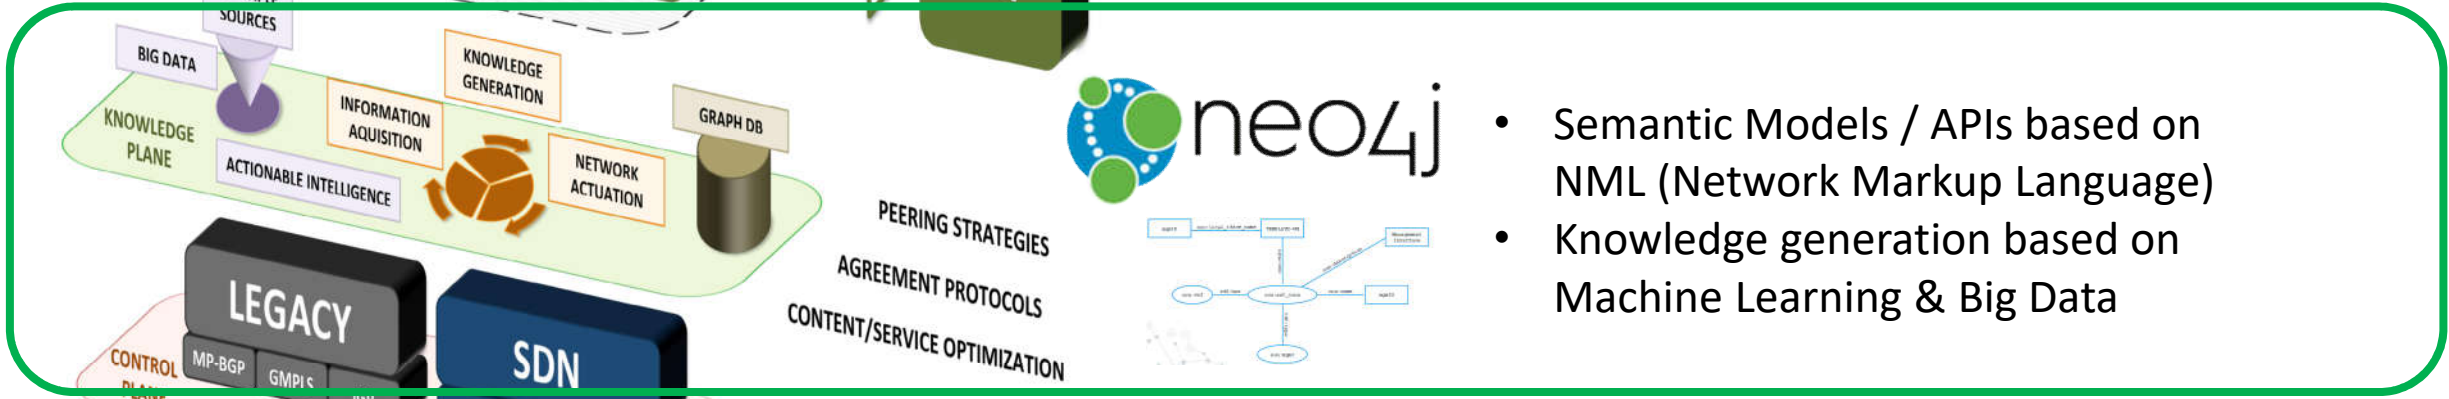 SOURCES
BIG DATA
KNOWLEDGE
GENERATION
INFORMATION
AQUISITION
GRAPH DB
KNOWLEDGE
PLANE
ACTIONABLE INTELLIGENCE
NETWORK
ACTUATION
PEERING STRATEGIES
AGREEMENT PROTOCOLS
CONTENT/SERVICE OPTIMIZATION
LEGACY
SDN
CONTROL
PLANE
MP-BGP
GMPLS
neo4j
• Semantic Models / APIs based on
NML (Network Markup Language)
• Knowledge generation based on
Machine Learning & Big Data